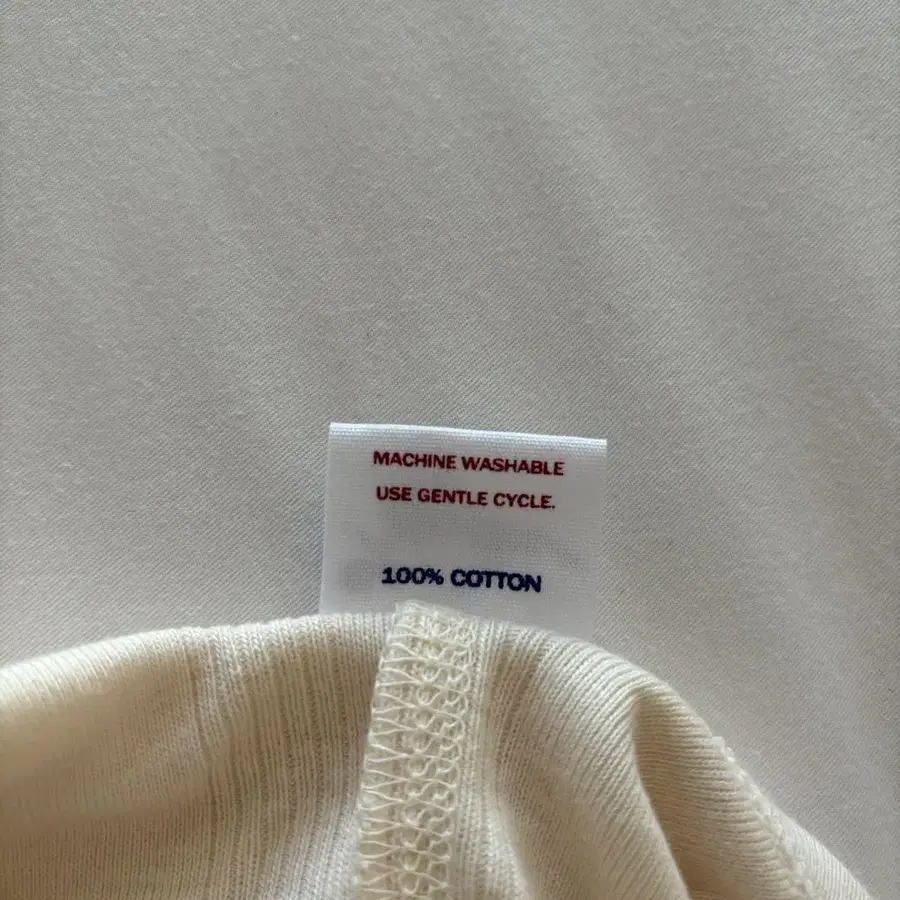 MACHINE WASHABLE
USE GENTLE CYCLE.
100% COTTON